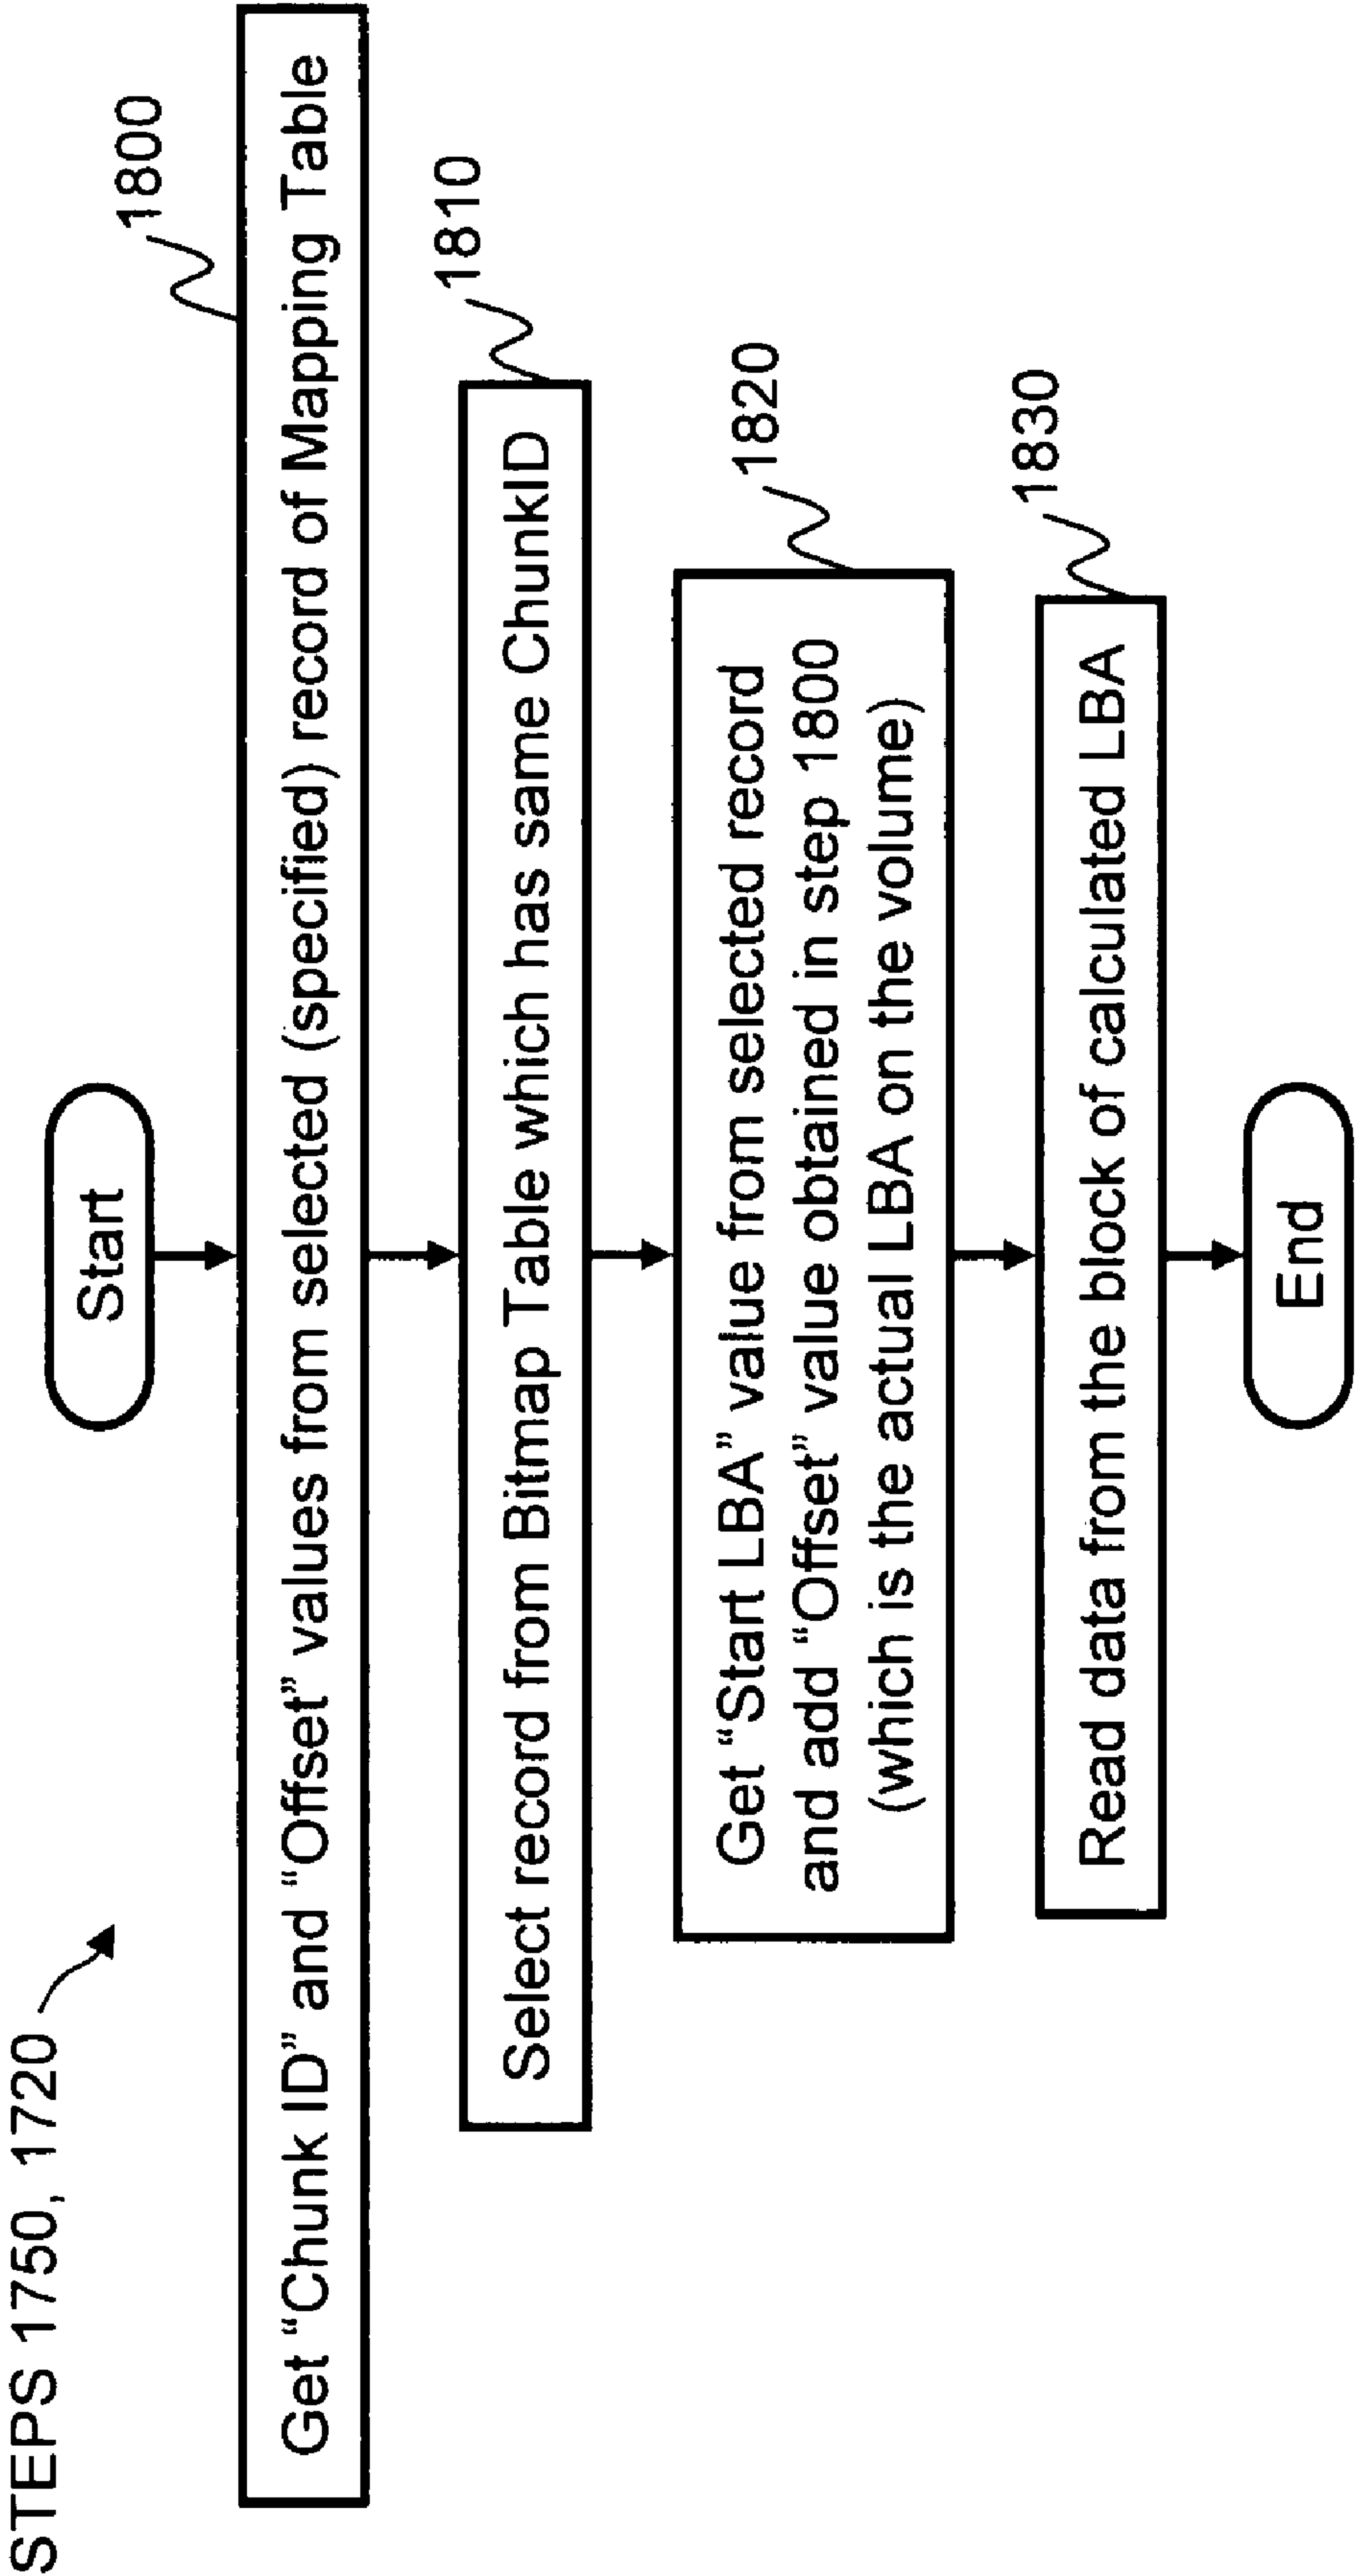 STEPS 1750, 1720
Start
1800
Get “Chunk ID” and “Offset” values from selected (specified) record of Mapping Table
1810
Select record from Bitmap Table which has same ChunkID
1820
Get “Start LBA” value from selected record
and add “Offset” value obtained in step 1800
(which is the actual LBA on the volume)
1830
Read data from the block of calculated LBA
End